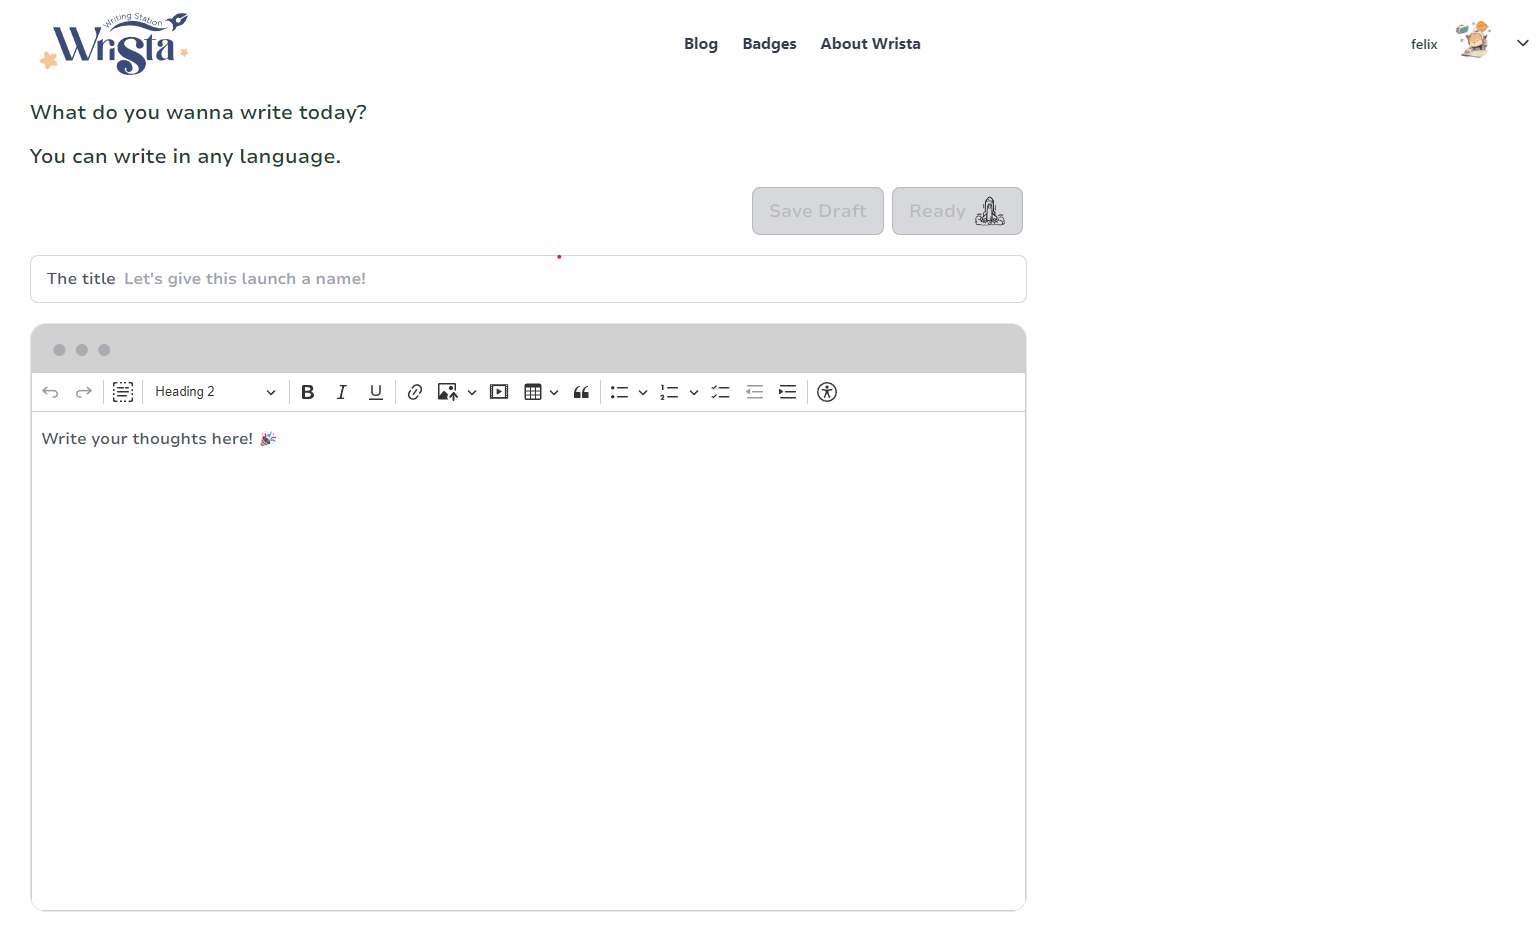 Writing Station
Wrista
Blog Badges About Wrista
felix
What do you wanna write today?
You can write in any language.
Save Draft Ready
The title Let's give this launch a name!
Heading 2 B I U
Write your thoughts here! 🎉